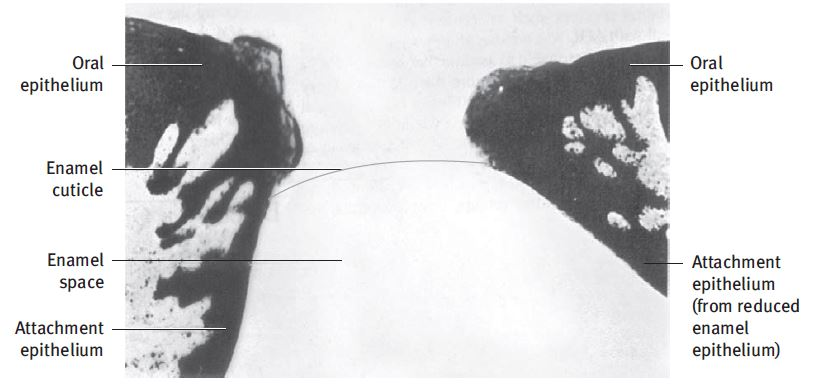 Oral
epithelium
Enamel
cuticle
Enamel
space
Attachment
epithelium
Oral
epithelium
Attachment
epithelium
(from reduced
enamel
epithelium)